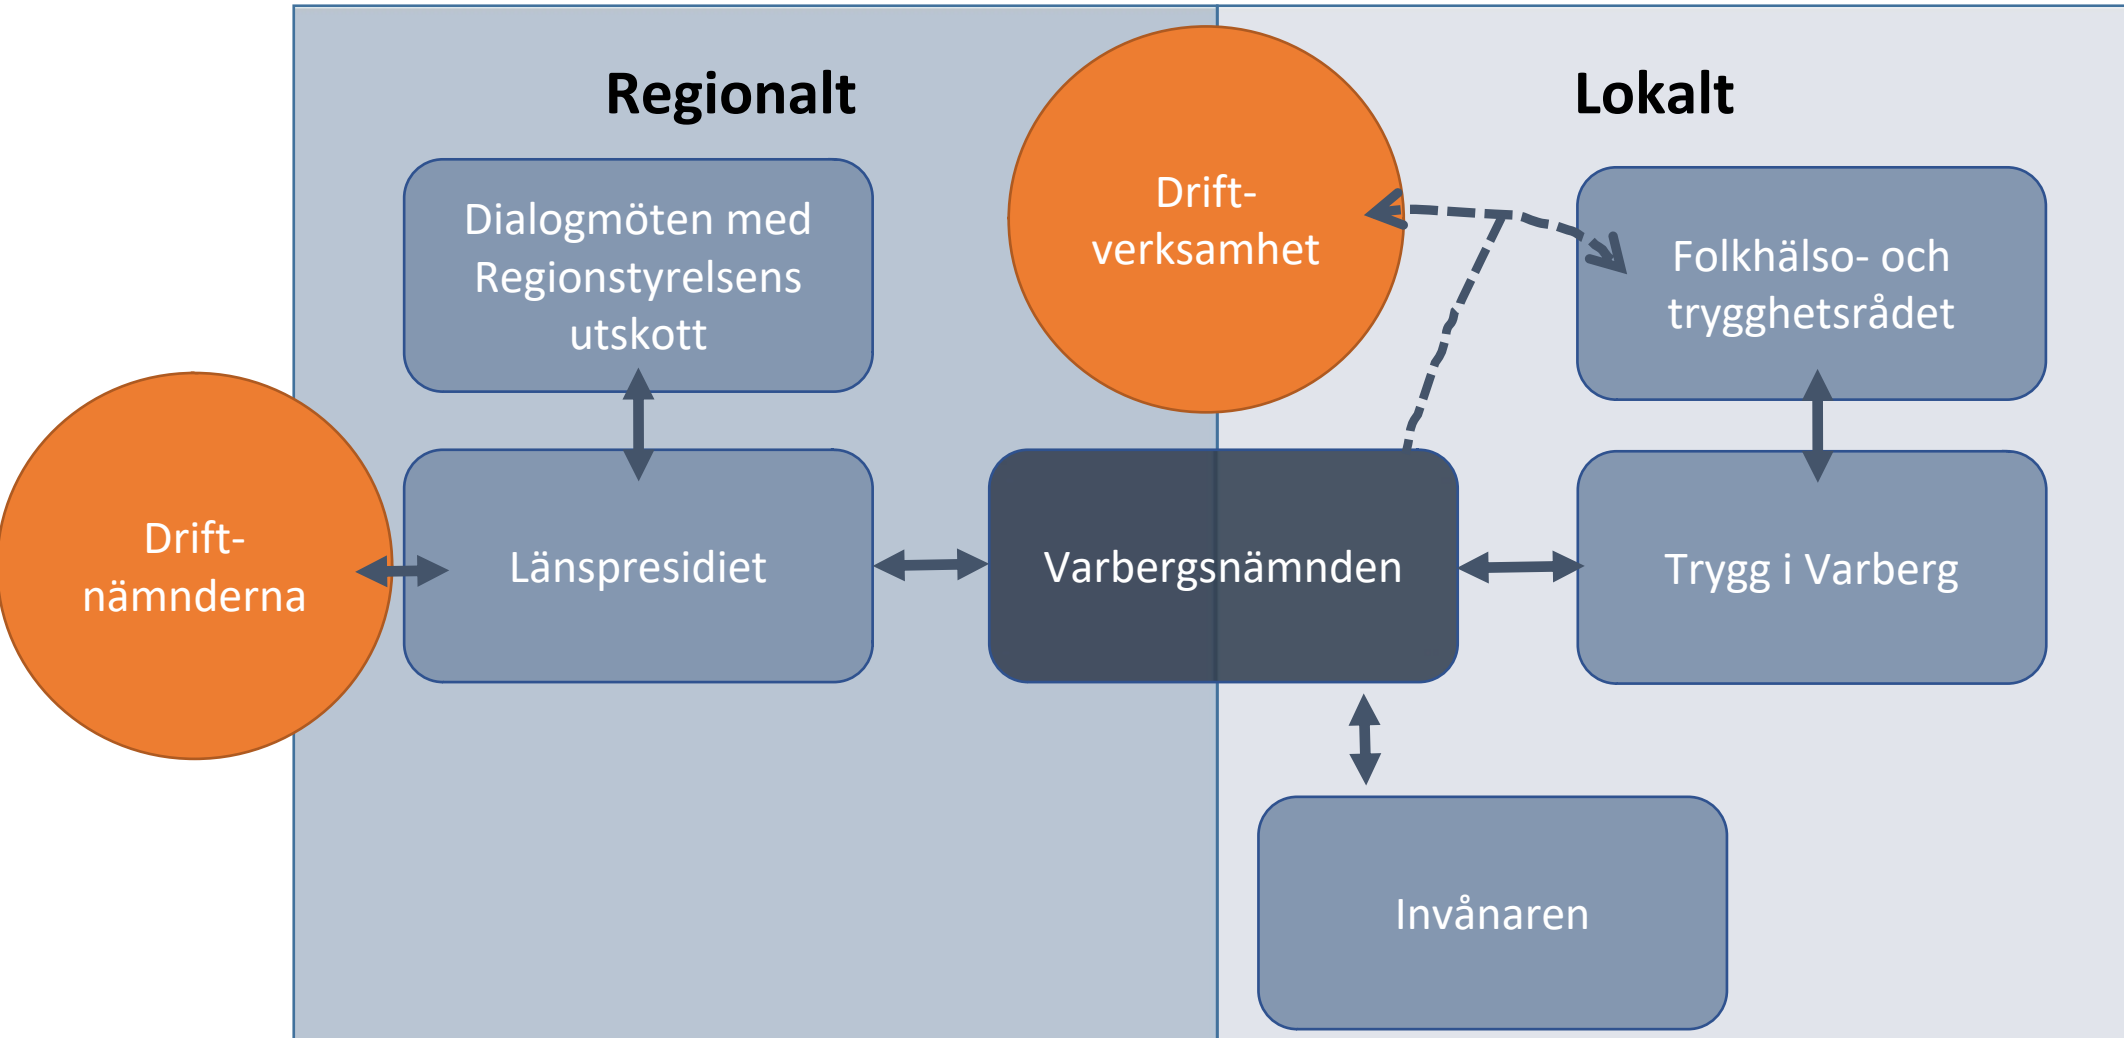 Regionalt
Lokalt
Dialogmöten med
Regionstyrelsens
utskott
Drift-
verksamhet
Folkhälso- och
trygghetsrådet
Drift-
nämnderna
Länspresidiet
Varbergsnämnden
Trygg i Varberg
Invånaren